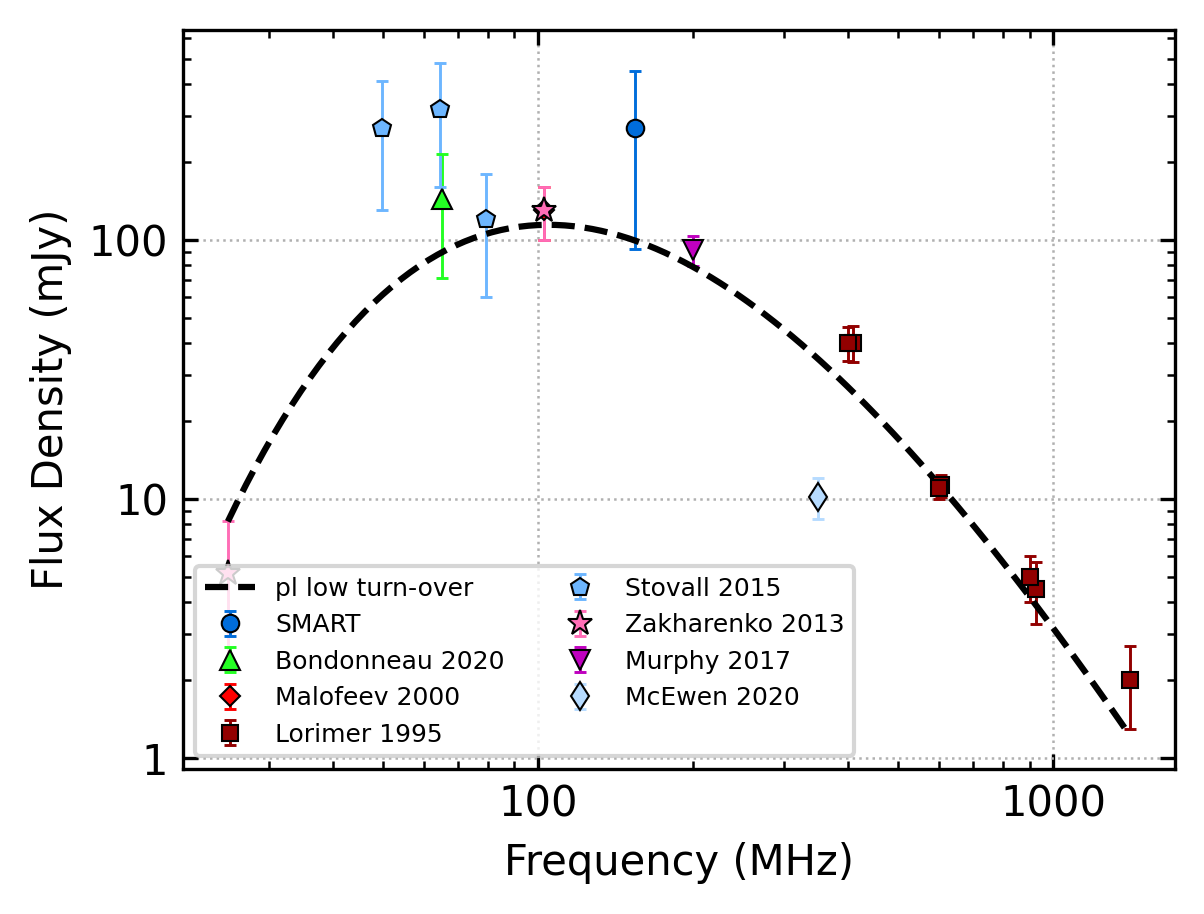 Flux Density (mJy)
100
10
1
pl low turn-over
SMART
Bondonneau 2020
Malofeev 2000
Lorimer 1995
Stovall 2015
Zakharenko 2013
Murphy 2017
McEwen 2020
100
1000
Frequency (MHz)